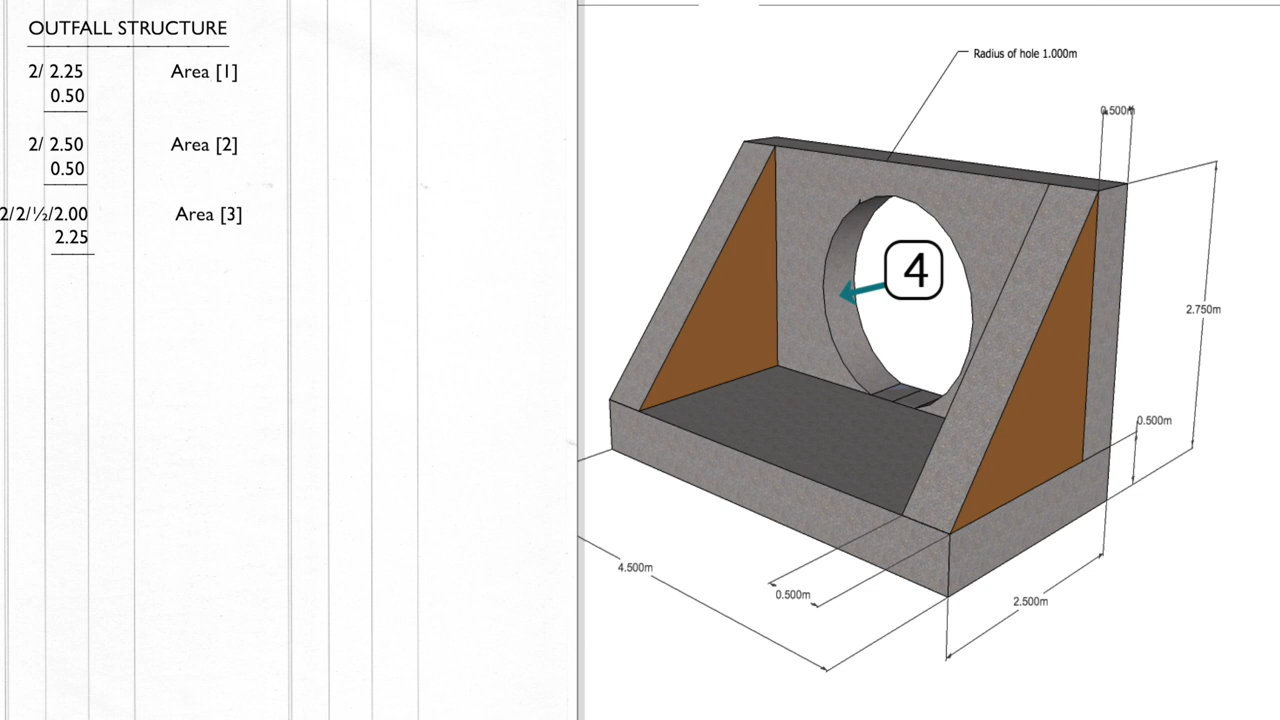 OUTFALL STRUCTURE
2/ 2.25 Area [1]
0.50
2/ 2.50 Area [2]
0.50
2/2/½/2.00 Area [3]
2.25
Radius of hole 1.000m
0.500m
4
2.750m
0.500m
4.500m
0.500m
2.500m